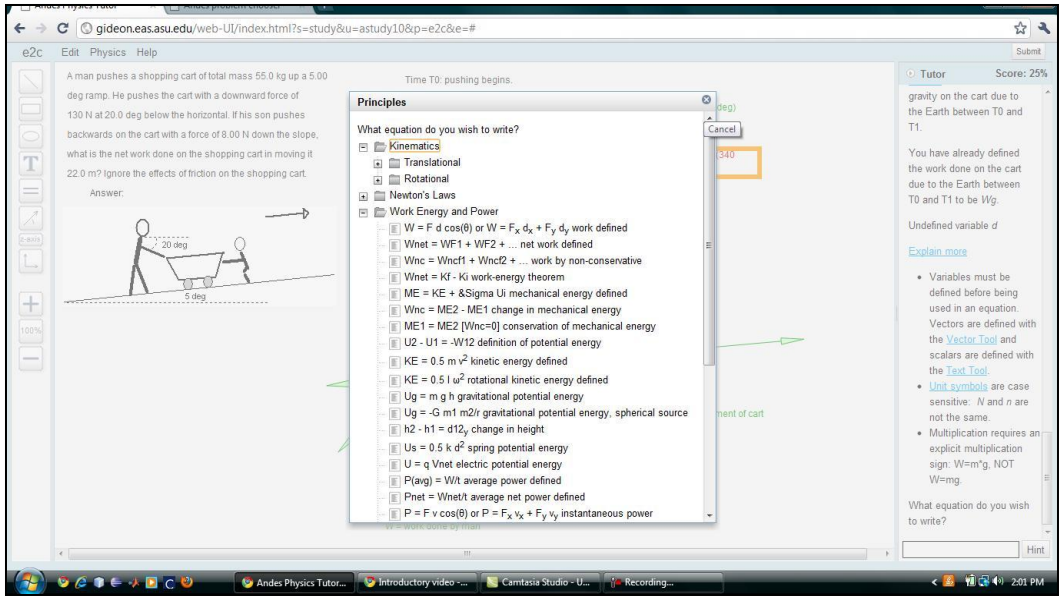 Andes Physics Tutor
Andes problem chooser
gideon.eas.asu.edu/web-UI/index.html?s=study&u=astudy10&p=e2c&e=#
e2c Edit Physics Help
Submit
A man pushes a shopping cart of total mass 55.0 kg up a 5.00
deg ramp. He pushes the cart with a downward force of
130 N at 20.0 deg below the horizontal. If his son pushes
backwards on the cart with a force of 8.00 N down the slope,
what is the net work done on the shopping cart in moving it
22.0 m? Ignore the effects of friction on the shopping cart.
Answer:
20 deg
5 deg
T
z-axis
100%
Time T0: pushing begins.
deg)
340
ment of cart
W = work done by man
Principles
Cancel
What equation do you wish to write?
Kinematics
Translational
Rotational
Newton's Laws
Work Energy and Power
W = F d cos(θ) or W = Fx dx + Fy dy work defined
Wnet = WF1 + WF2 + ... net work defined
Wnc = Wncf1 + Wncf2 + ... work by non-conservative
Wnet = Kf - Ki work-energy theorem
ME = KE + &Sigma Ui mechanical energy defined
Wnc = ME2 - ME1 change in mechanical energy
ME1 = ME2 [Wnc=0] conservation of mechanical energy
U2 - U1 = -W12 definition of potential energy
KE = 0.5 m v² kinetic energy defined
KE = 0.5 I ω² rotational kinetic energy defined
Ug = m g h gravitational potential energy
Ug = -G m1 m2/r gravitational potential energy, spherical source
h2 - h1 = d12y change in height
Us = 0.5 k d² spring potential energy
U = q Vnet electric potential energy
P(avg) = W/t average power defined
Pnet = Wnet/t average net power defined
P = F v cos(θ) or P = Fx vx + Fy vy instantaneous power
Tutor Score: 25%
gravity on the cart due to
the Earth between T0 and
T1.
You have already defined
the work done on the cart
due to the Earth between
T0 and T1 to be Wg.
Undefined variable d
Explain more
• Variables must be
defined before being
used in an equation.
Vectors are defined with
the Vector Tool and
scalars are defined with
the Text Tool.
• Unit symbols are case
sensitive: N and n are
not the same.
• Multiplication requires an
explicit multiplication
sign: W=m*g, NOT
W=mg.
What equation do you wish
to write?
Hint
Andes Physics Tutor...
Introductory video -...
Camtasia Studio - U...
Recording...
2:01 PM